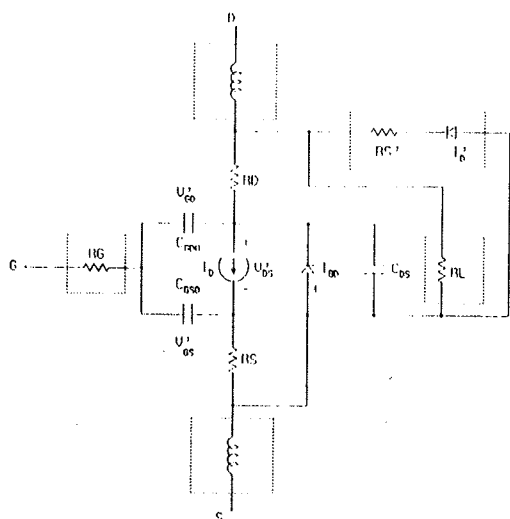 D
RS' I'D
RD
V'GD
CGDO
G RG ID V'DS IBD CDS RL
+
-
CGSO
V'GS
RS
S